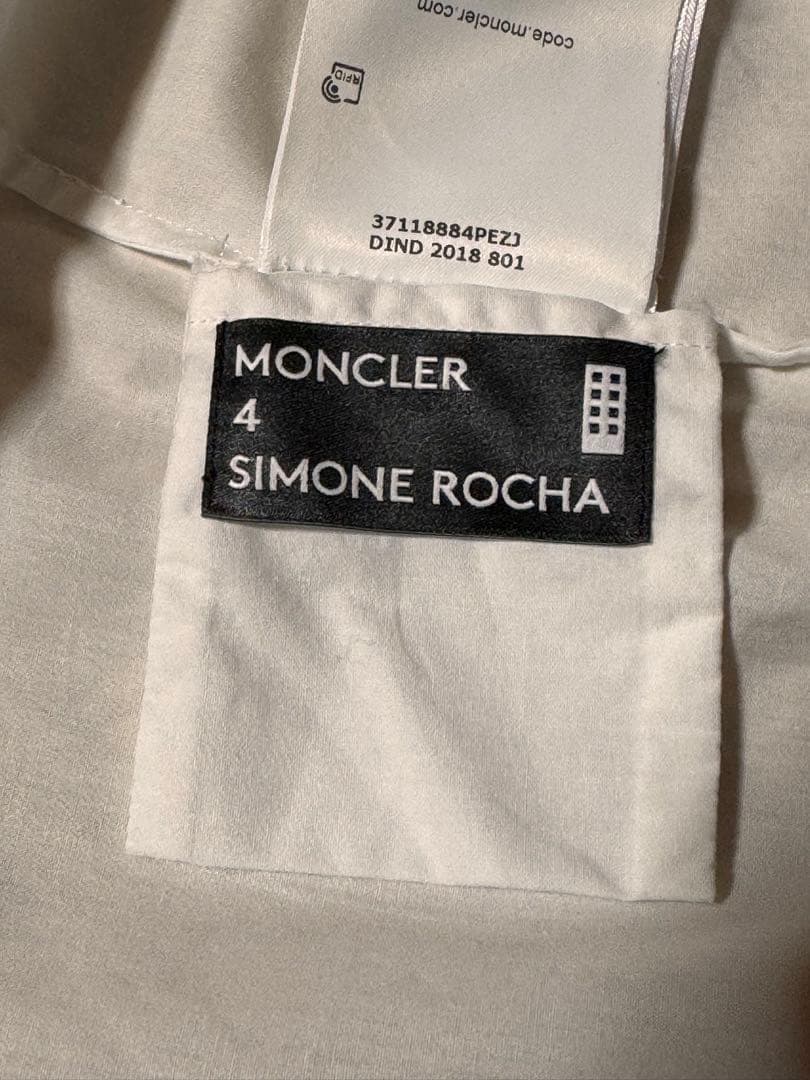 code.moncler.com
RFID
37118884PEZJ
DIND 2018 801
MONCLER
4
SIMONE ROCHA